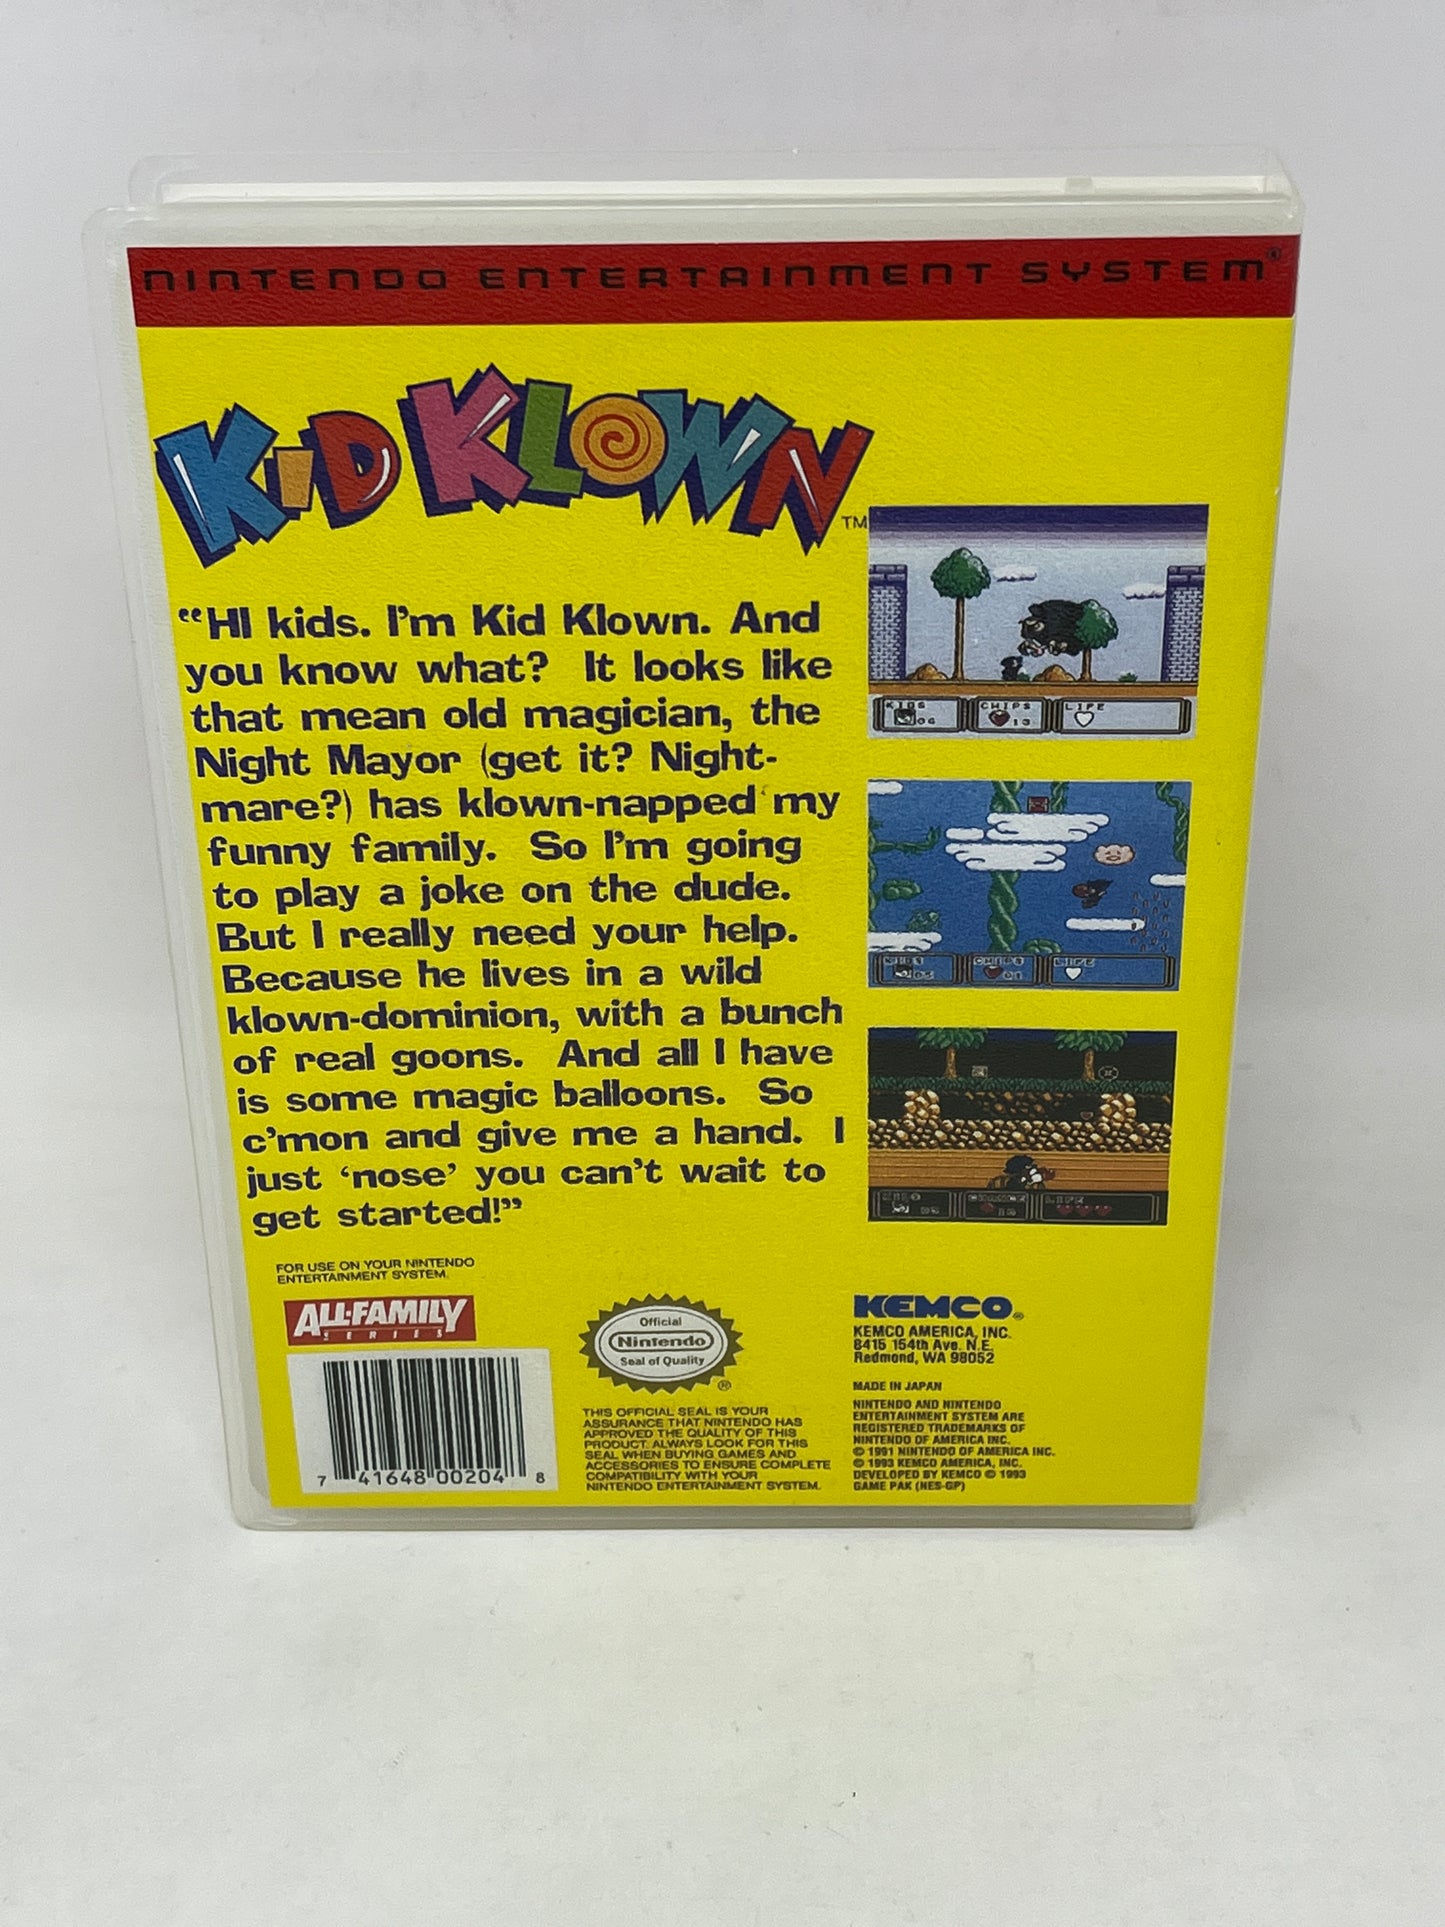 NINTENDO ENTERTAINMENT SYSTEM®
KID KLOWN
TM
“HI kids. I'm Kid Klown. And
you know what? It looks like
that mean old magician, the
Night Mayor (get it? Night-
mare?) has klown-napped my
funny family. So I'm going
to play a joke on the dude.
But I really need your help.
Because he lives in a wild
klown-dominion, with a bunch
of real goons. And all I have
is some magic balloons. So
c'mon and give me a hand. I
just ‘nose’ you can't wait to
get started!”
KIDS CHIPS LIFE
04 13
KIDS CHIPS LIFE
05 01
LIFE
FOR USE ON YOUR NINTENDO
ENTERTAINMENT SYSTEM.
ALL-FAMILY
SERIES
7 41648 00204 8
Official
Nintendo
Seal of Quality
®
THIS OFFICIAL SEAL IS YOUR
ASSURANCE THAT NINTENDO HAS
APPROVED THE QUALITY OF THIS
PRODUCT. ALWAYS LOOK FOR THIS
SEAL WHEN BUYING GAMES AND
ACCESSORIES TO ENSURE COMPLETE
COMPATIBILITY WITH YOUR
NINTENDO ENTERTAINMENT SYSTEM.
KEMCO®
KEMCO AMERICA, INC.
8415 154th Ave. N.E.
Redmond, WA 98052
MADE IN JAPAN
NINTENDO AND NINTENDO
ENTERTAINMENT SYSTEM ARE
REGISTERED TRADEMARKS OF
NINTENDO OF AMERICA INC.
© 1991 NINTENDO OF AMERICA INC.
© 1993 KEMCO AMERICA, INC.
DEVELOPED BY KEMCO © 1993
GAME PAK (NES-GP)